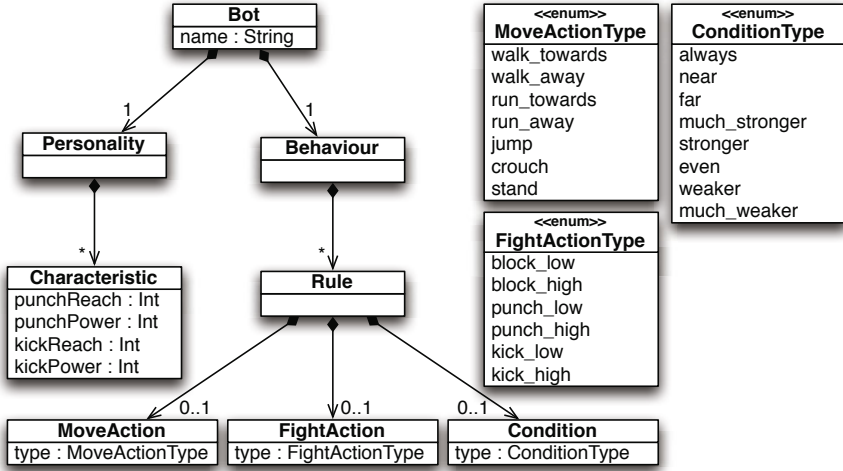 Bot
name : String
1
1
Personality
Behaviour
*
*
Characteristic
punchReach : Int
punchPower : Int
kickReach : Int
kickPower : Int
Rule
0..1
0..1
0..1
MoveAction
type : MoveActionType
FightAction
type : FightActionType
Condition
type : ConditionType
<<enum>>
MoveActionType
walk_towards
walk_away
run_towards
run_away
jump
crouch
stand
<<enum>>
FightActionType
block_low
block_high
punch_low
punch_high
kick_low
kick_high
<<enum>>
ConditionType
always
near
far
much_stronger
stronger
even
weaker
much_weaker